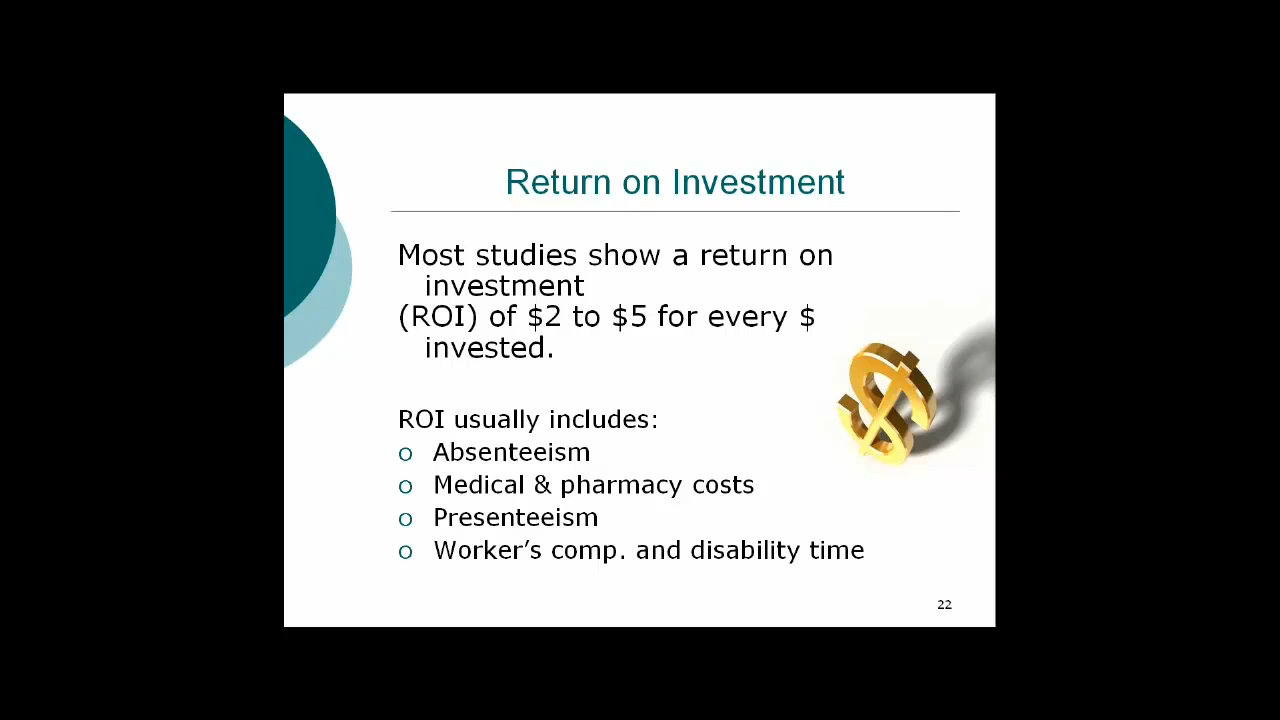 Return on Investment
Most studies show a return on
investment
(ROI) of $2 to $5 for every $
invested.
ROI usually includes:
o Absenteeism
o Medical & pharmacy costs
o Presenteeism
o Worker’s comp. and disability time
22